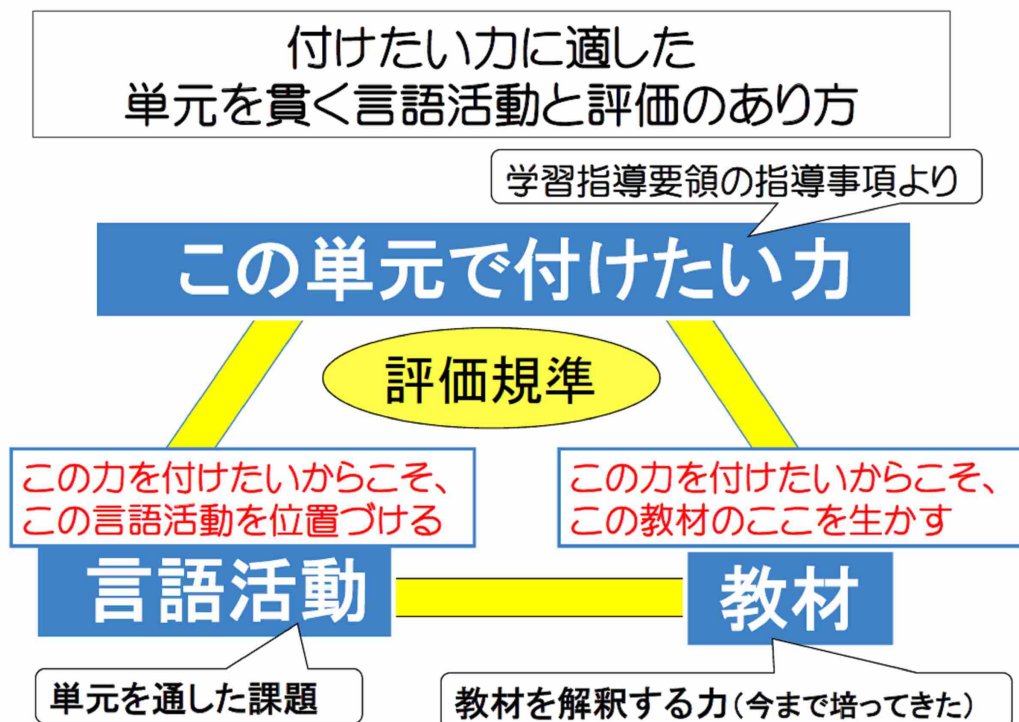 付けたい力に適した
単元を貫く言語活動と評価のあり方
学習指導要領の指導事項より
この単元で付けたい力
評価規準
この力を付けたいからこそ、
この言語活動を位置づける
言語活動
単元を通した課題
この力を付けたいからこそ、
この教材のここを生かす
教材
教材を解釈する力(今まで培ってきた)